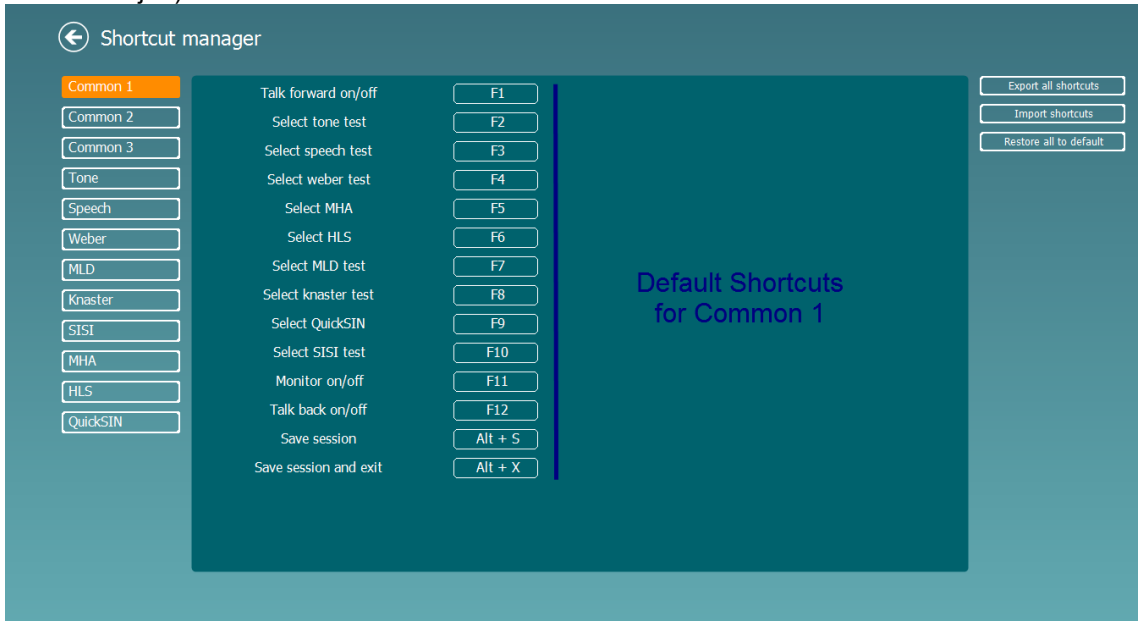 Shortcut manager
Common 1
Common 2
Common 3
Tone
Speech
Weber
MLD
Knaster
SISI
MHA
HLS
QuickSIN
Talk forward on/off F1
Select tone test F2
Select speech test F3
Select weber test F4
Select MHA F5
Select HLS F6
Select MLD test F7
Select knaster test F8
Select QuickSIN F9
Select SISI test F10
Monitor on/off F11
Talk back on/off F12
Save session Alt + S
Save session and exit Alt + X
Default Shortcuts
for Common 1
Export all shortcuts
Import shortcuts
Restore all to default